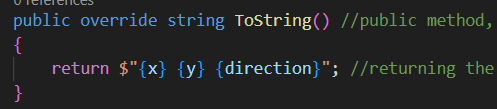 0 references
public override string ToString() //public method,
{
return $"{x} {y} {direction}"; //returning the
}